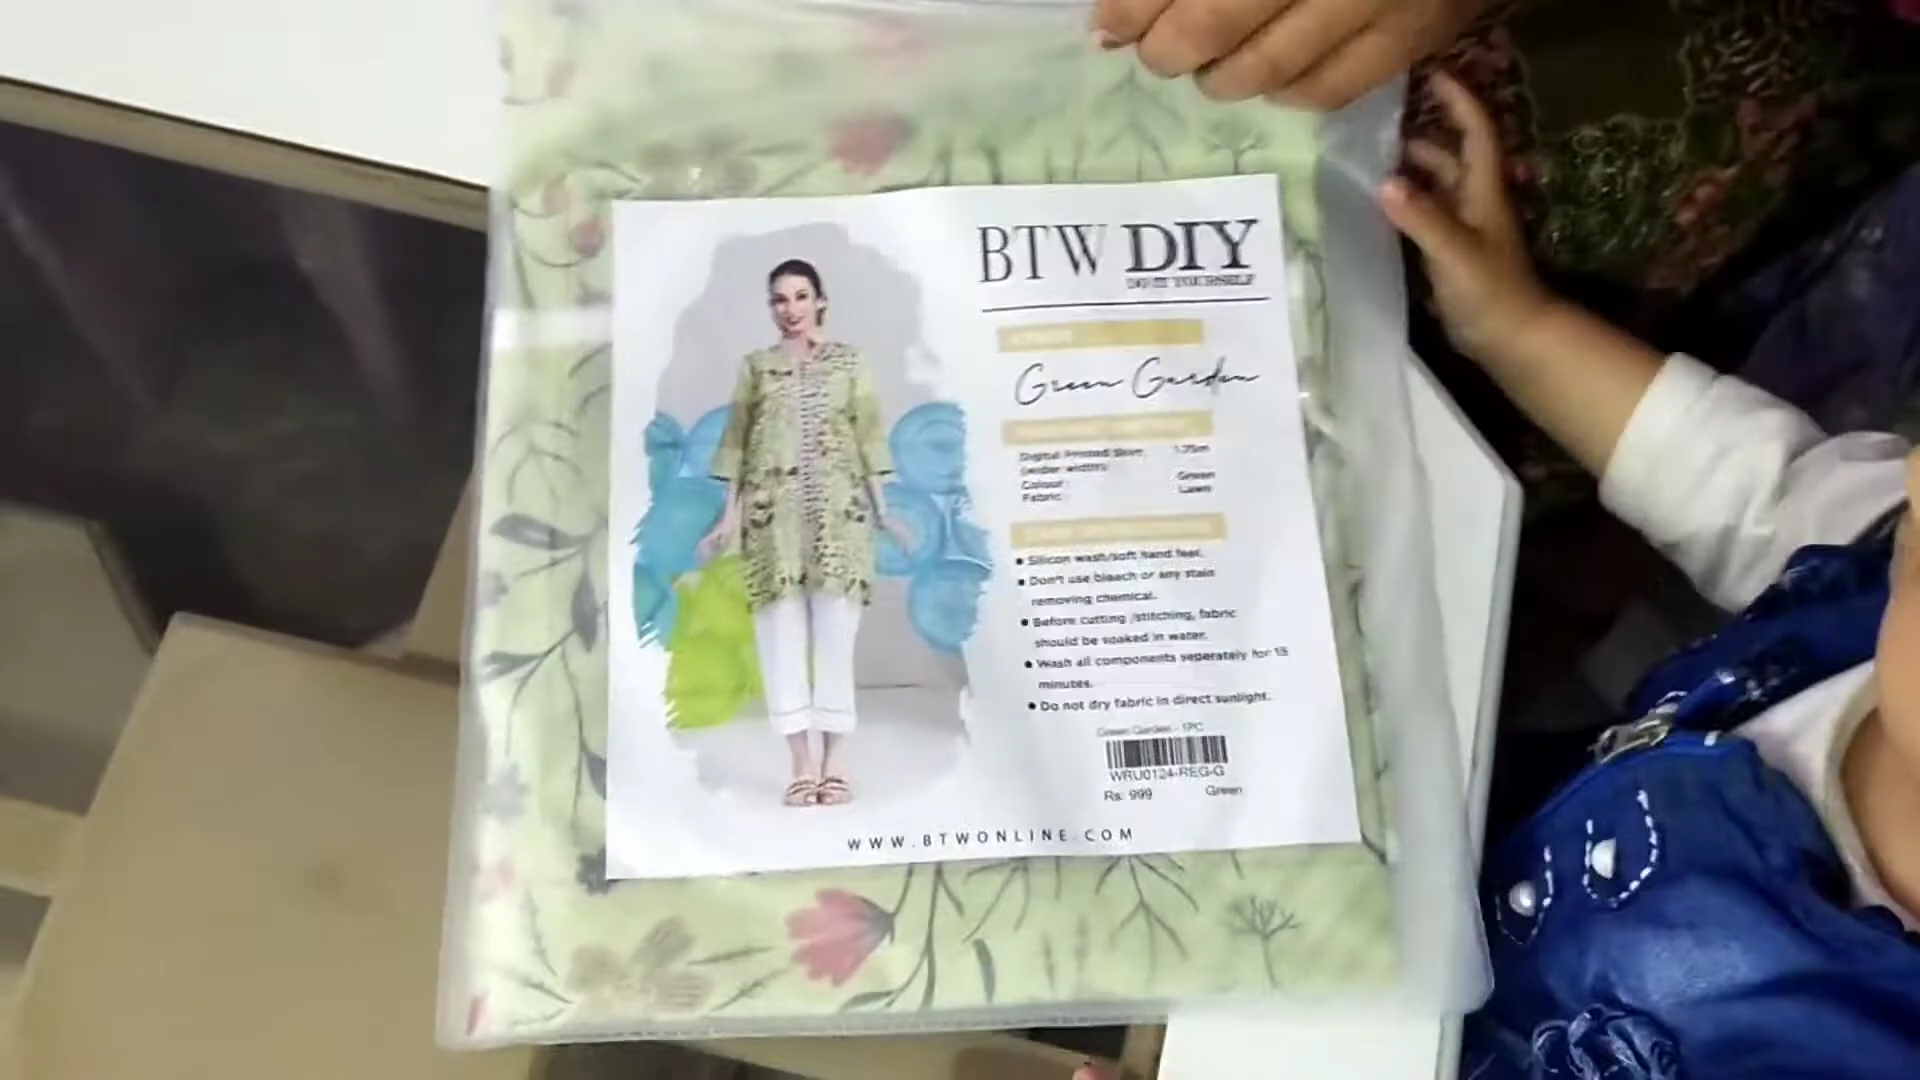 BTW DIY
DO IT YOURSELF
Green Garden
Digital Printed Shirt 1.75m
(wider width)
Colour: Green
Fabric Lawn
• Silicon wash/soft hand feel.
• Don't use bleach or any stain
removing chemical.
• Before cutting /stitching, fabric
should be soaked in water.
• Wash all components seperately for 15
minutes.
• Do not dry fabric in direct sunlight.
Green Garden - 1PC
WRU0124-REG-G
Rs: 999 Green
WWW.BTWONLINE.COM